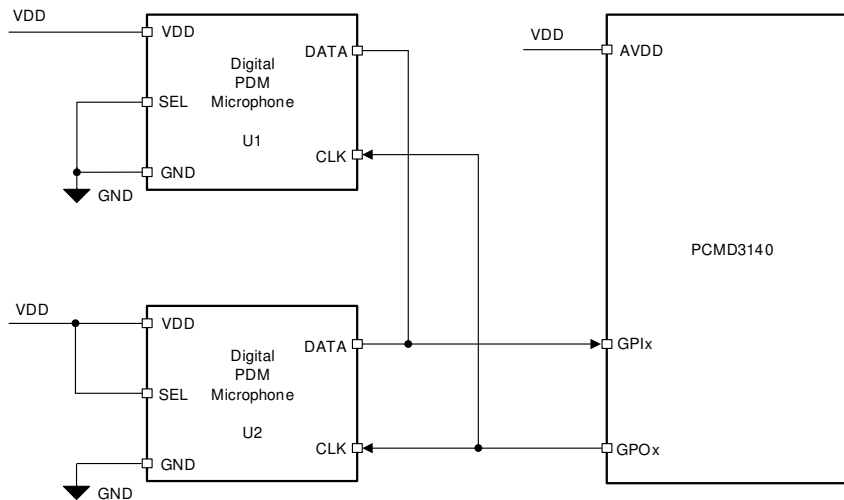 VDD
VDD
SEL
GND
GND
Digital
PDM
Microphone
U1
DATA
CLK
VDD
VDD
SEL
GND
GND
Digital
PDM
Microphone
U2
DATA
CLK
VDD
AVDD
PCMD3140
GPIx
GPOx